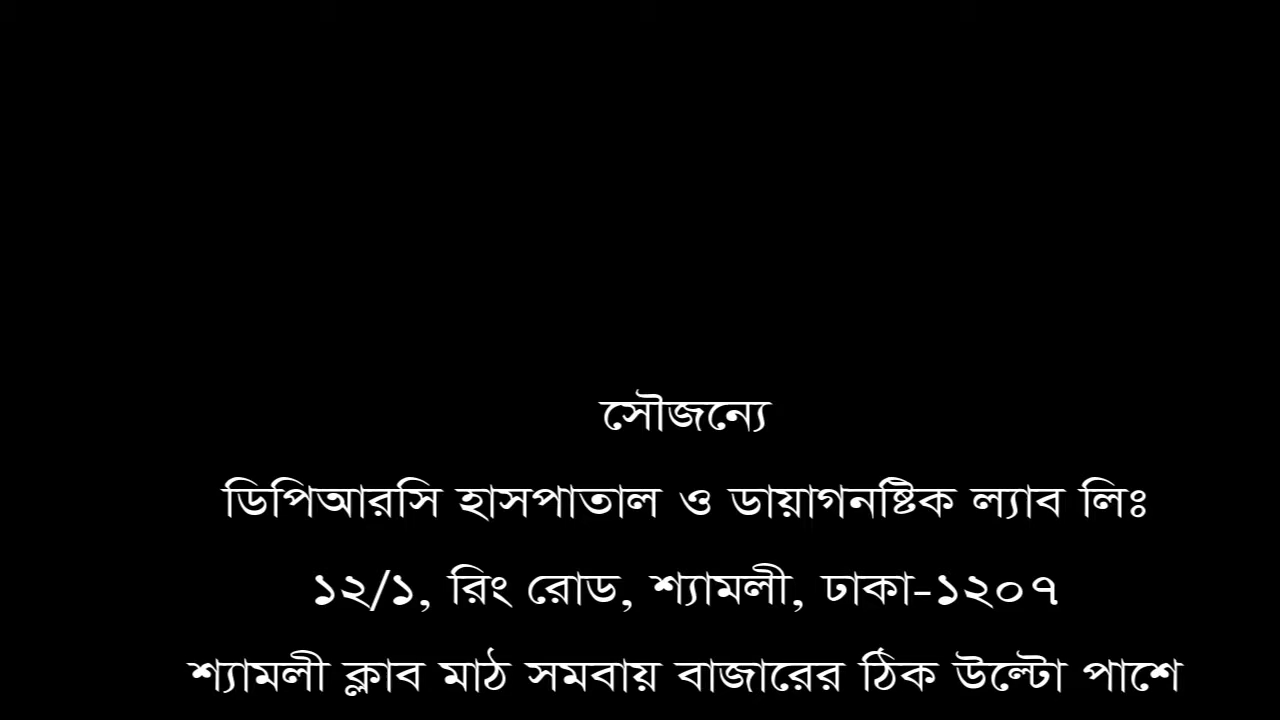 সৌজন্যে
ডিপিআরসি হাসপাতাল ও ডায়াগনষ্টিক ল্যাব লিঃ
১২/১, রিং রোড, শ্যামলী, ঢাকা-১২০৭
শ্যামলী ক্লাব মাঠ সমবায় বাজারের ঠিক উল্টো পাশে